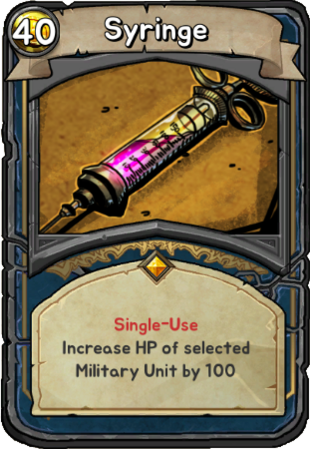 40 Syringe
Single-Use
Increase HP of selected
Military Unit by 100